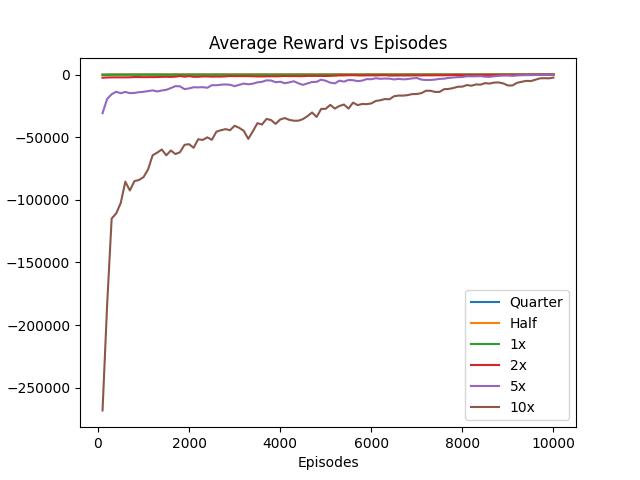 Average Reward vs Episodes
0
−50000
−100000
−150000
−200000
−250000
Quarter
Half
1x
2x
5x
10x
0 2000 4000 6000 8000 10000
Episodes